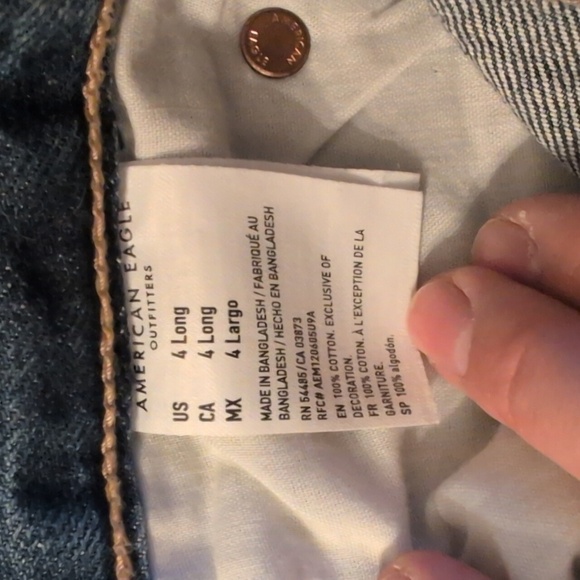 AMERICAN EAGLE
OUTFITTERS
US 4 Long
CA 4 Long
MX 4 Largo
MADE IN BANGLADESH / FABRIQUÉ AU
BANGLADESH / HECHO EN BANGLADESH
RN 54485/CA 03873
RFC# AEM120605U9A
EN 100% COTTON. EXCLUSIVE OF
DECORATION.
FR 100% COTON. À L'EXCEPTION DE LA
GARNITURE.
SP 100% algodón.
AMERICAN